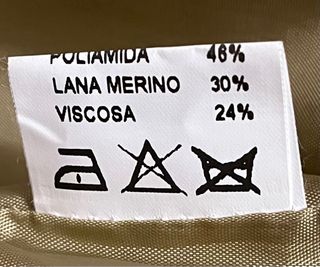 POLIAMIDA 46%
LANA MERINO 30%
VISCOSA 24%